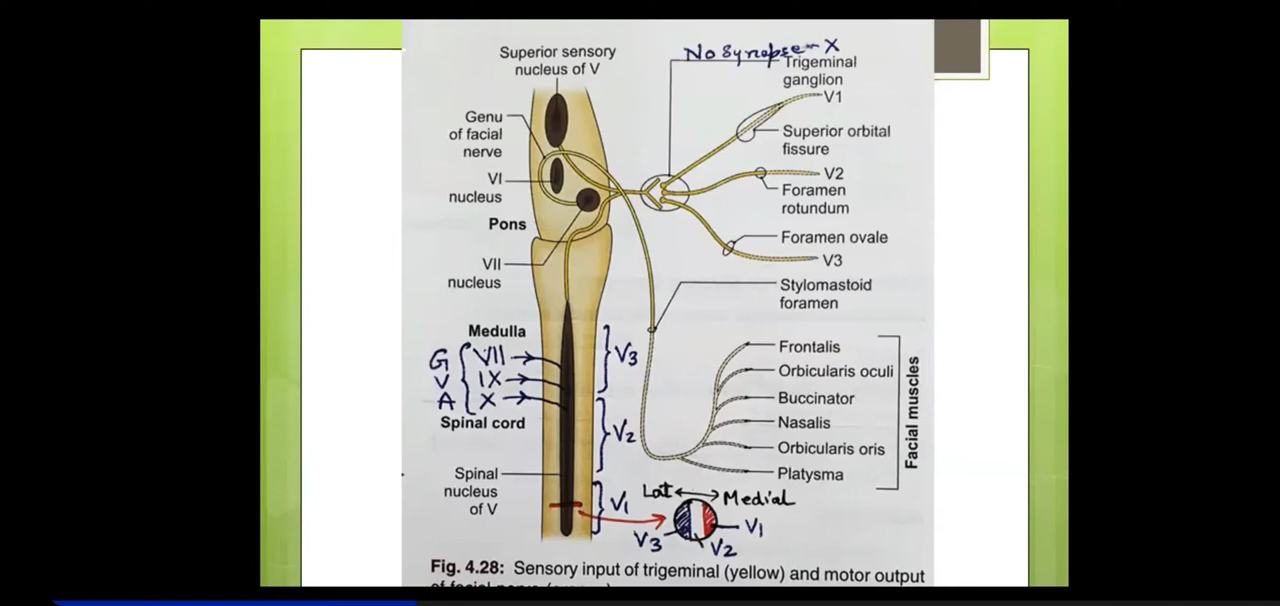 Superior sensory
nucleus of V
No Synapse - X
Trigeminal
ganglion
V1
Genu
of facial
nerve
Superior orbital
fissure
VI
nucleus
V2
Foramen
rotundum
Pons
Foramen ovale
V3
VII
nucleus
Stylomastoid
foramen
Medulla
G VII
V IX
A X
V3
Spinal cord
V2
Frontalis
Orbicularis oculi
Buccinator
Nasalis
Orbicularis oris
Platysma
Facial muscles
Spinal
nucleus
of V
V1
Lat Medial
V1
V3
V2
Fig. 4.28: Sensory input of trigeminal (yellow) and motor output
of facial nerve